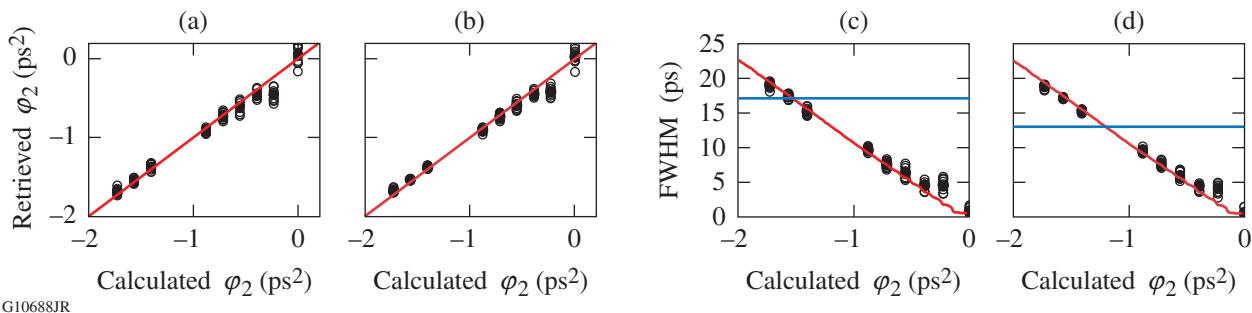 (a) (b) (c) (d)
Retrieved φ₂ (ps²)
0
–1
–2
–2 –1 0
–2 –1 0
Calculated φ₂ (ps²)
Calculated φ₂ (ps²)
FWHM (ps)
25
20
15
10
5
0
–2 –1 0
–2 –1 0
Calculated φ₂ (ps²)
Calculated φ₂ (ps²)
G10688JR